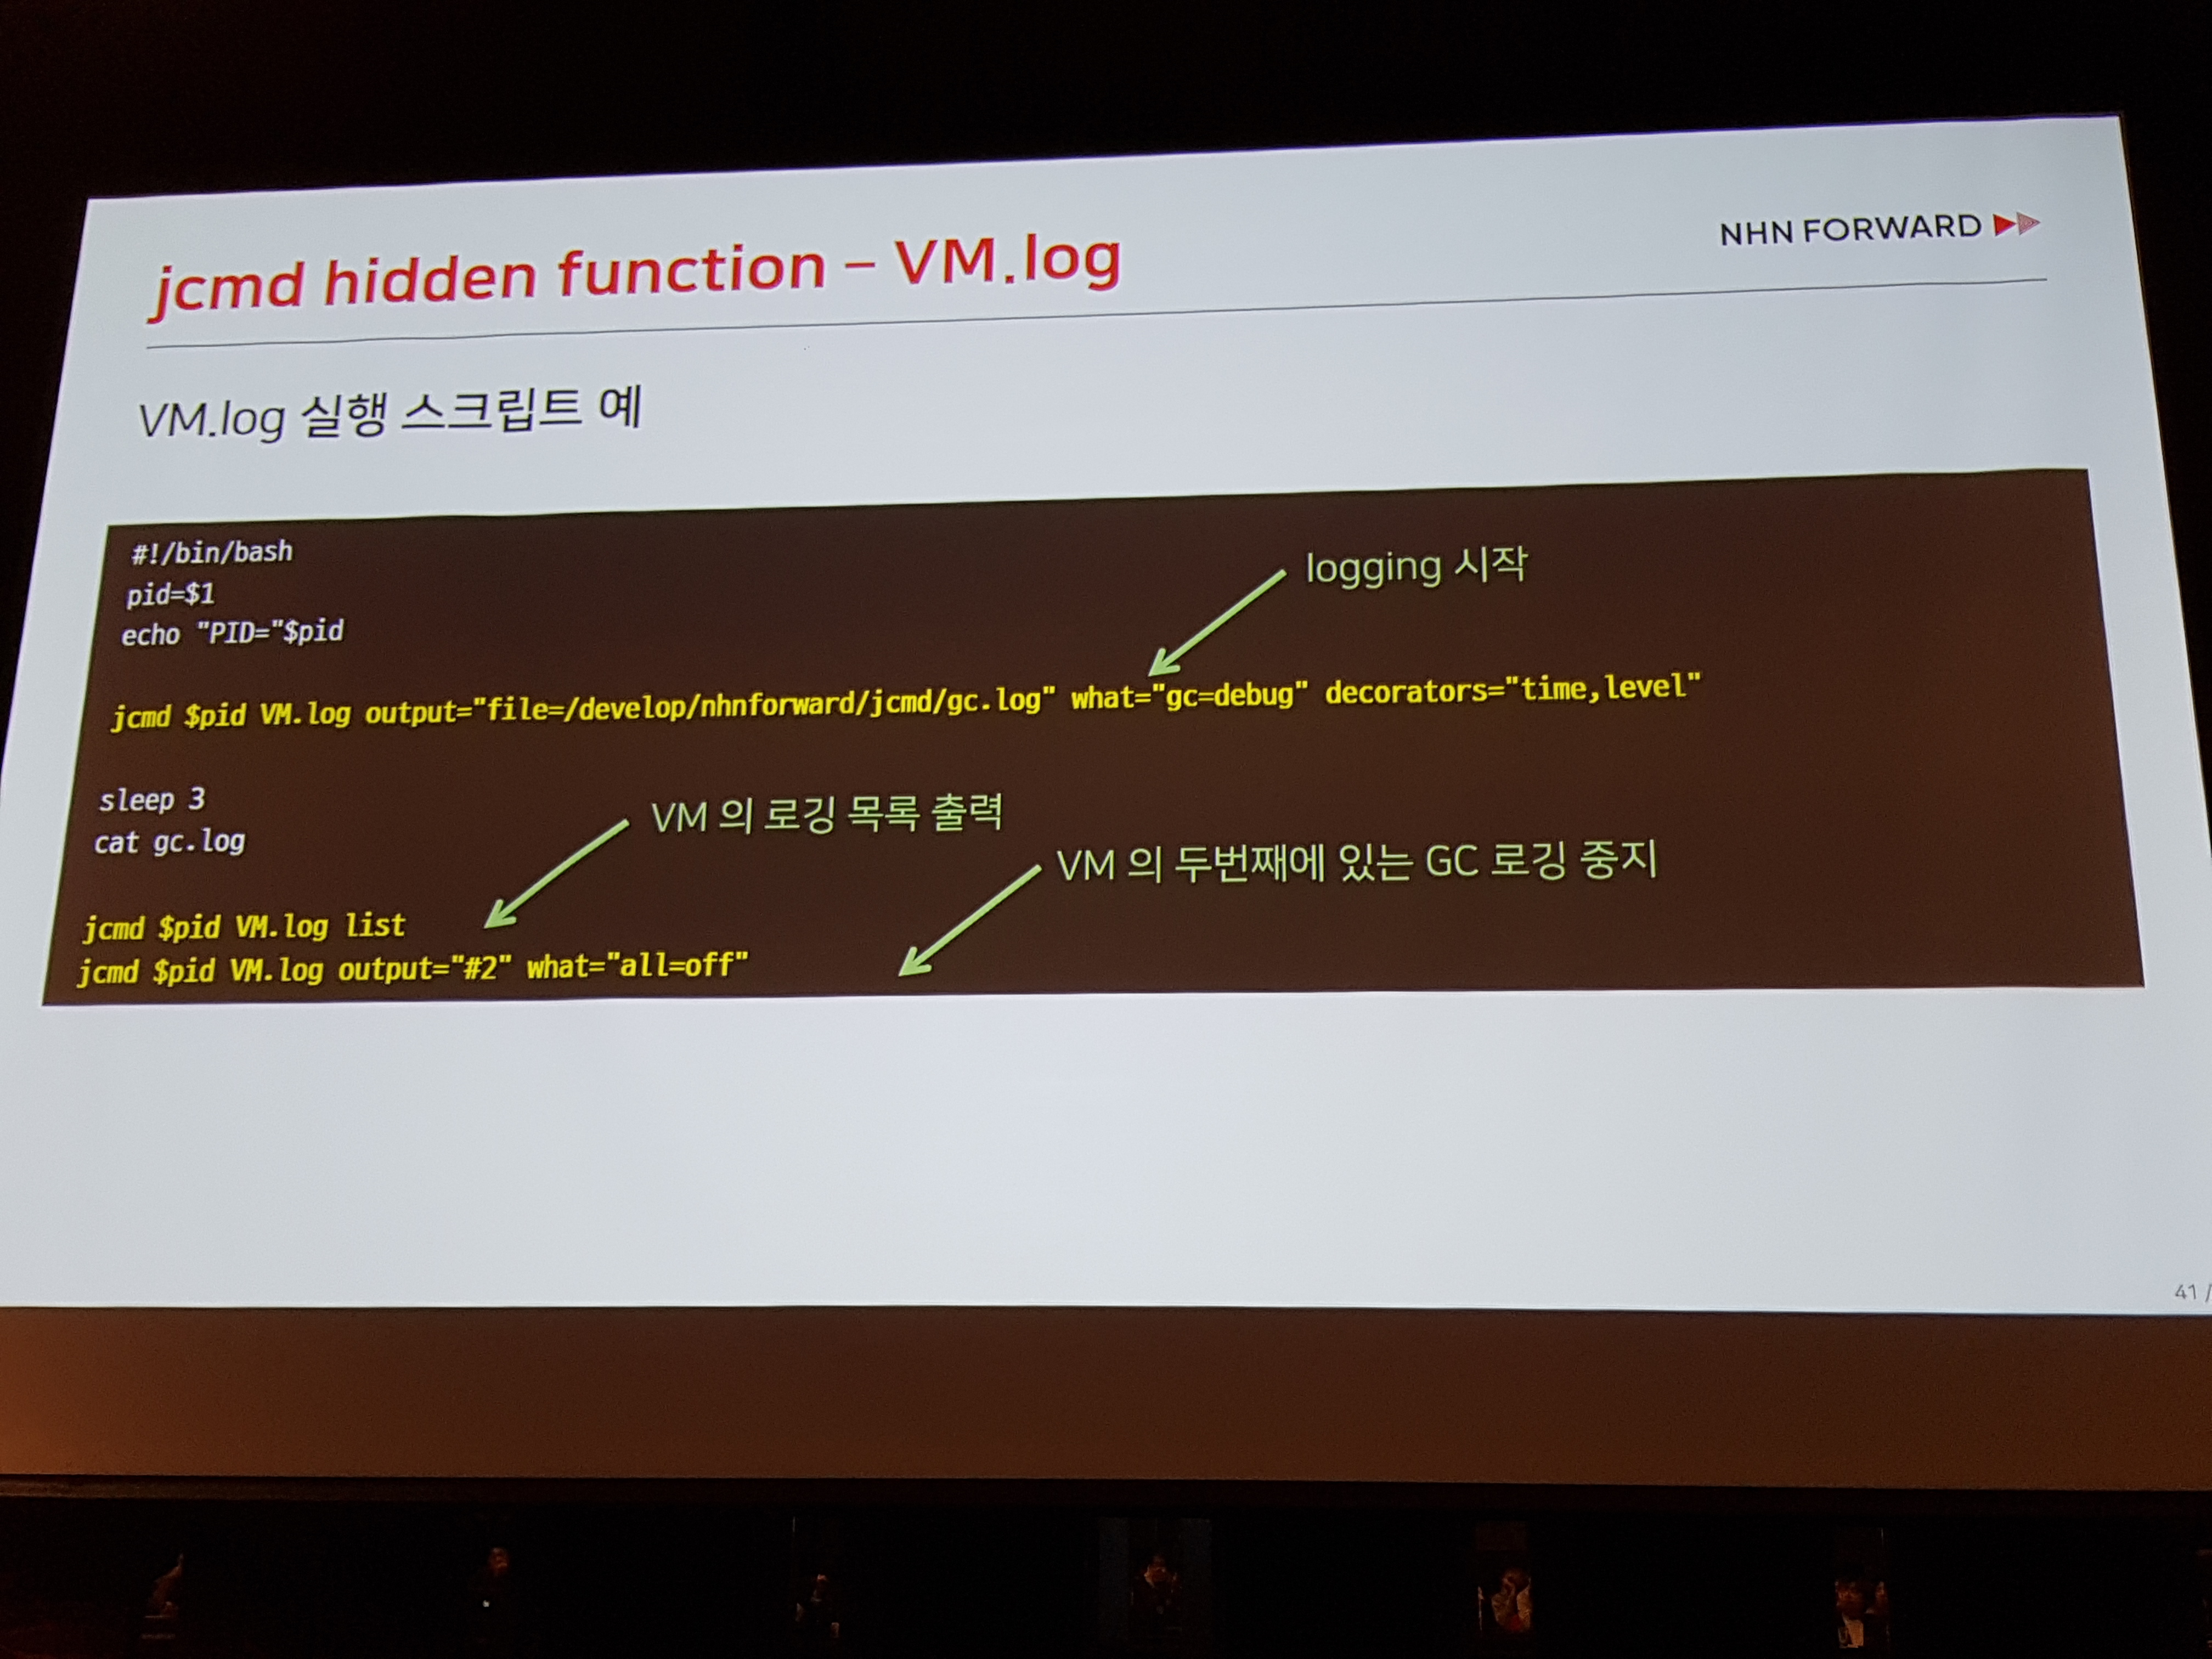 jcmd hidden function – VM.log
NHN FORWARD
VM.log 실행 스크립트 예
#!/bin/bash
pid=$1
echo "PID="$pid
logging 시작
jcmd $pid VM.log output="file=/develop/nhnforward/jcmd/gc.log" what="gc=debug" decorators="time,level"
sleep 3
cat gc.log
VM 의 로깅 목록 출력
VM 의 두번째에 있는 GC 로깅 중지
jcmd $pid VM.log list
jcmd $pid VM.log output="#2" what="all=off"
41 /